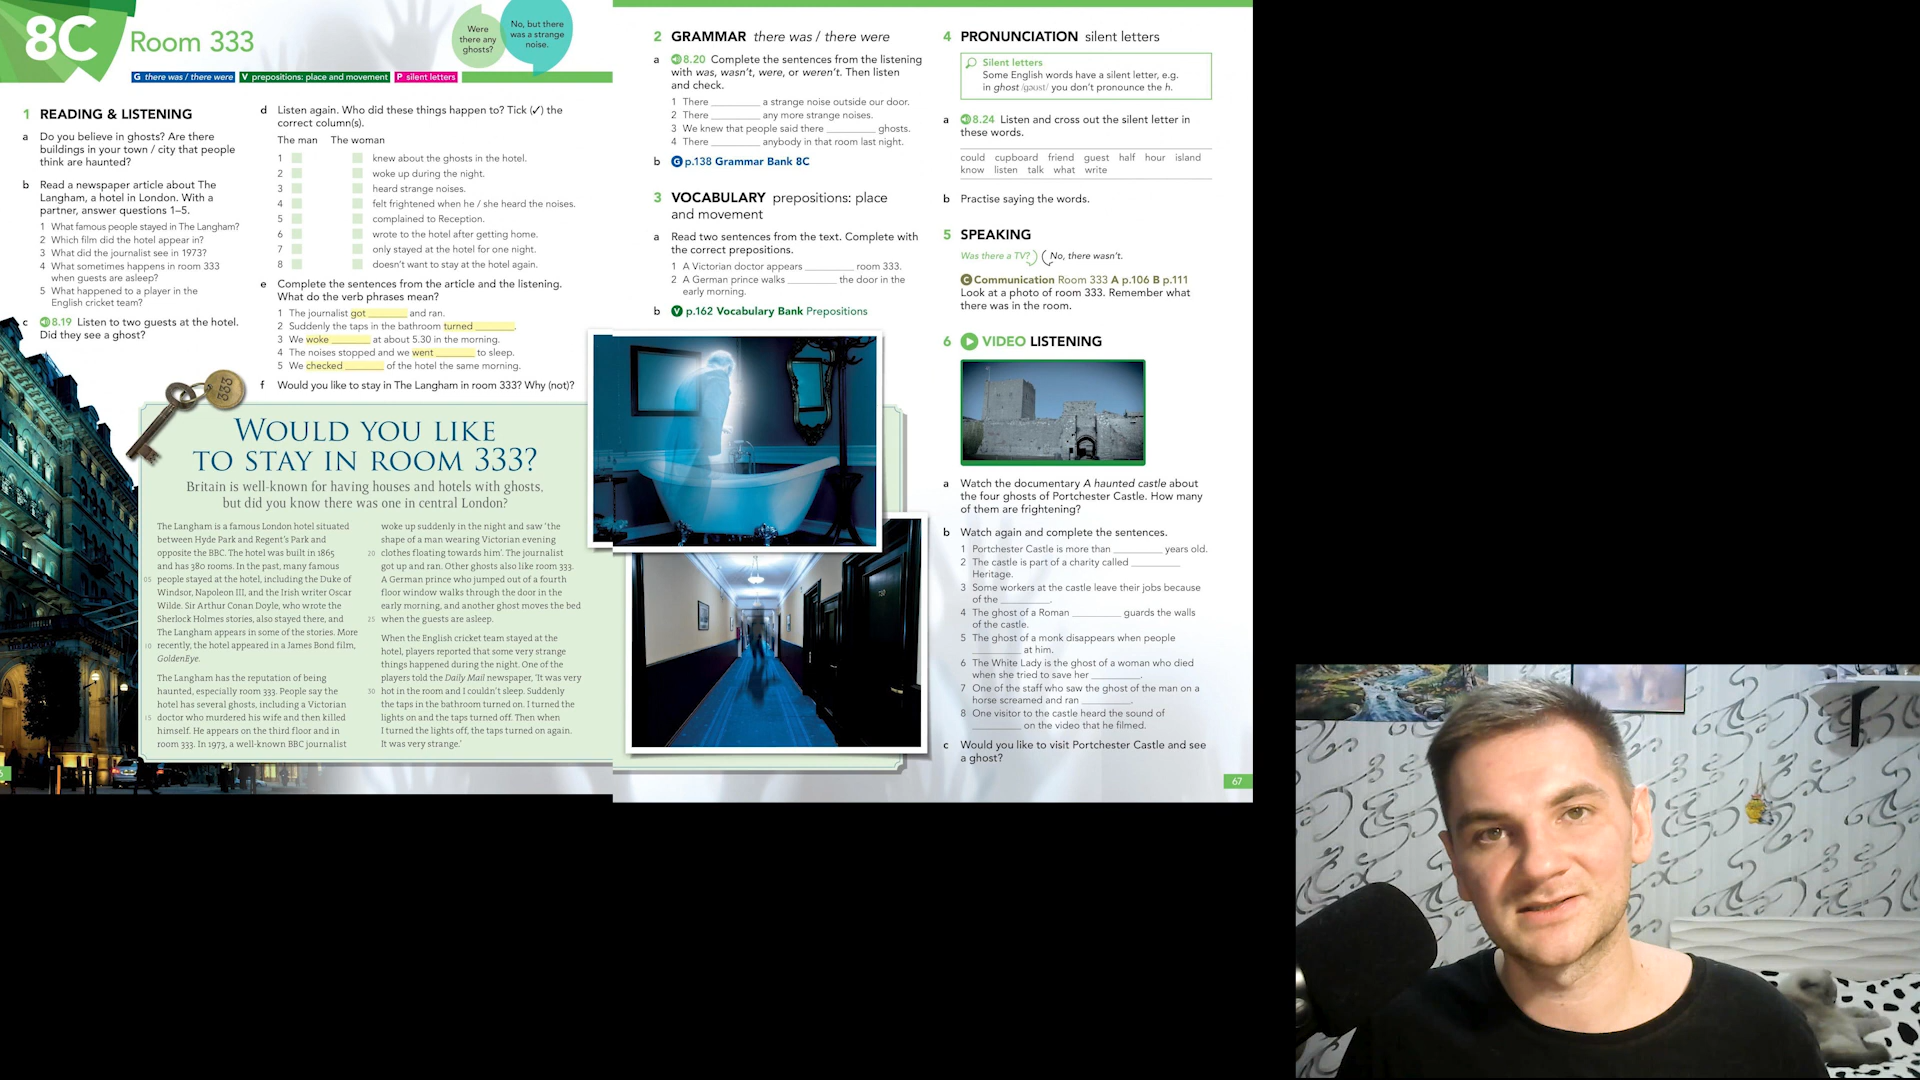 8C
Room 333
Were there any ghosts?
No, but there was a strange noise.
G there was / there were V prepositions: place and movement P silent letters
1 READING & LISTENING
a Do you believe in ghosts? Are there
buildings in your town / city that people
think are haunted?
b Read a newspaper article about The
Langham, a hotel in London. With a
partner, answer questions 1–5.
1 What famous people stayed in The Langham?
2 Which film did the hotel appear in?
3 What did the journalist see in 1973?
4 What sometimes happens in room 333
when guests are asleep?
5 What happened to a player in the
English cricket team?
c 8.19 Listen to two guests at the hotel.
Did they see a ghost?
d Listen again. Who did these things happen to? Tick (✓) the
correct column(s).
The man The woman
1 knew about the ghosts in the hotel.
2 woke up during the night.
3 heard strange noises.
4 felt frightened when he / she heard the noises.
5 complained to Reception.
6 wrote to the hotel after getting home.
7 only stayed at the hotel for one night.
8 doesn't want to stay at the hotel again.
e Complete the sentences from the article and the listening.
What do the verb phrases mean?
1 The journalist got ________ and ran.
2 Suddenly the taps in the bathroom turned ________.
3 We woke ________ at about 5.30 in the morning.
4 The noises stopped and we went ________ to sleep.
5 We checked ________ of the hotel the same morning.
f Would you like to stay in The Langham in room 333? Why (not)?
333
WOULD YOU LIKE
TO STAY IN ROOM 333?
Britain is well-known for having houses and hotels with ghosts,
but did you know there was one in central London?
The Langham is a famous London hotel situated
between Hyde Park and Regent's Park and
opposite the BBC. The hotel was built in 1865
and has 380 rooms. In the past, many famous
05 people stayed at the hotel, including the Duke of
Windsor, Napoleon III, and the Irish writer Oscar
Wilde. Sir Arthur Conan Doyle, who wrote the
Sherlock Holmes stories, also stayed there, and
The Langham appears in some of the stories. More
10 recently, the hotel appeared in a James Bond film,
GoldenEye.
The Langham has the reputation of being
haunted, especially room 333. People say the
hotel has several ghosts, including a Victorian
15 doctor who murdered his wife and then killed
himself. He appears on the third floor and in
room 333. In 1973, a well-known BBC journalist
woke up suddenly in the night and saw 'the
shape of a man wearing Victorian evening
20 clothes floating towards him'. The journalist
got up and ran. Other ghosts also like room 333.
A German prince who jumped out of a fourth
floor window walks through the door in the
early morning, and another ghost moves the bed
25 when the guests are asleep.
When the English cricket team stayed at the
hotel, players reported that some very strange
things happened during the night. One of the
players told the Daily Mail newspaper, 'It was very
30 hot in the room and I couldn't sleep. Suddenly
the taps in the bathroom turned on. I turned the
lights on and the taps turned off. Then when
I turned the lights off, the taps turned on again.
It was very strange.'
2 GRAMMAR there was / there were
a 8.20 Complete the sentences from the listening
with was, wasn't, were, or weren't. Then listen
and check.
1 There ________ a strange noise outside our door.
2 There ________ any more strange noises.
3 We knew that people said there ________ ghosts.
4 There ________ anybody in that room last night.
b G p.138 Grammar Bank 8C
3 VOCABULARY prepositions: place
and movement
a Read two sentences from the text. Complete with
the correct prepositions.
1 A Victorian doctor appears ________ room 333.
2 A German prince walks ________ the door in the
early morning.
b V p.162 Vocabulary Bank Prepositions
4 PRONUNCIATION silent letters
Silent letters
Some English words have a silent letter, e.g.
in ghost /ɡəʊst/ you don't pronounce the h.
a 8.24 Listen and cross out the silent letter in
these words.
could cupboard friend guest half hour island
know listen talk what write
b Practise saying the words.
5 SPEAKING
Was there a TV? No, there wasn't.
C Communication Room 333 A p.106 B p.111
Look at a photo of room 333. Remember what
there was in the room.
6 VIDEO LISTENING
a Watch the documentary A haunted castle about
the four ghosts of Portchester Castle. How many
of them are frightening?
b Watch again and complete the sentences.
1 Portchester Castle is more than ________ years old.
2 The castle is part of a charity called ________
Heritage.
3 Some workers at the castle leave their jobs because
of the ________.
4 The ghost of a Roman ________ guards the walls
of the castle.
5 The ghost of a monk disappears when people
________ at him.
6 The White Lady is the ghost of a woman who died
when she tried to save her ________.
7 One of the staff who saw the ghost of the man on a
horse screamed and ran ________.
8 One visitor to the castle heard the sound of
________ on the video that he filmed.
c Would you like to visit Portchester Castle and see
a ghost?
67